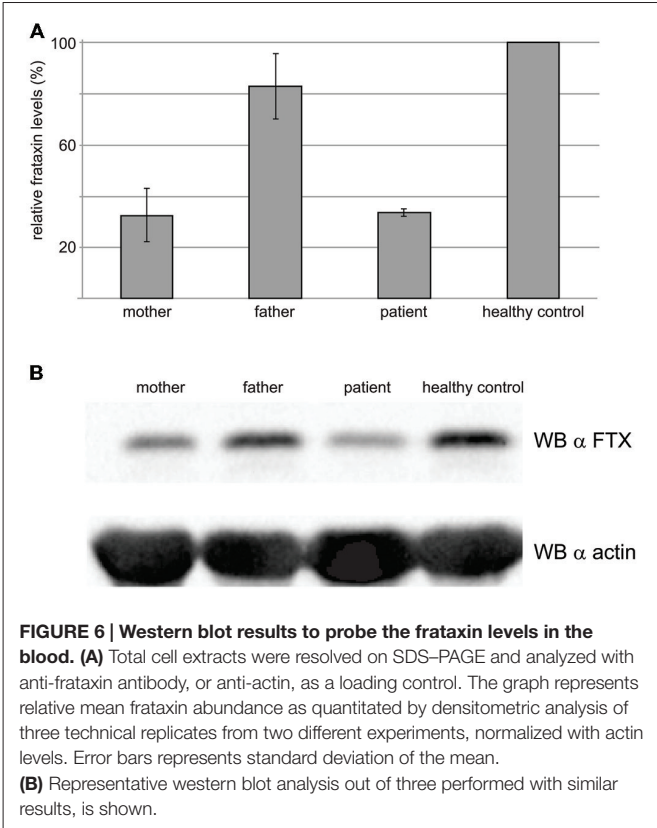 A
relative frataxin levels (%)
100
60
20
mother father patient healthy control
B
mother father patient healthy control
WB α FTX
WB α actin
FIGURE 6 | Western blot results to probe the frataxin levels in the
blood. (A) Total cell extracts were resolved on SDS–PAGE and analyzed with
anti-frataxin antibody, or anti-actin, as a loading control. The graph represents
relative mean frataxin abundance as quantitated by densitometric analysis of
three technical replicates from two different experiments, normalized with actin
levels. Error bars represents standard deviation of the mean.
(B) Representative western blot analysis out of three performed with similar
results, is shown.